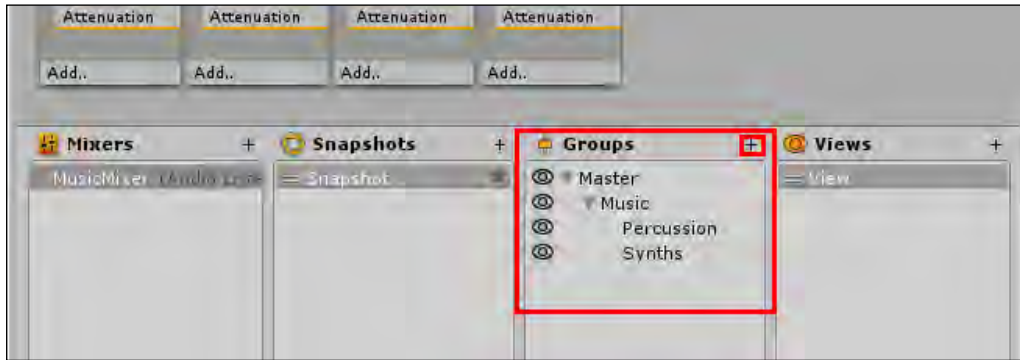 Attenuation Attenuation Attenuation Attenuation
Add.. Add.. Add.. Add..
Mixers + Snapshots + Groups + Views +
MusicMixer Snapshot Master View
Music
Percussion
Synths